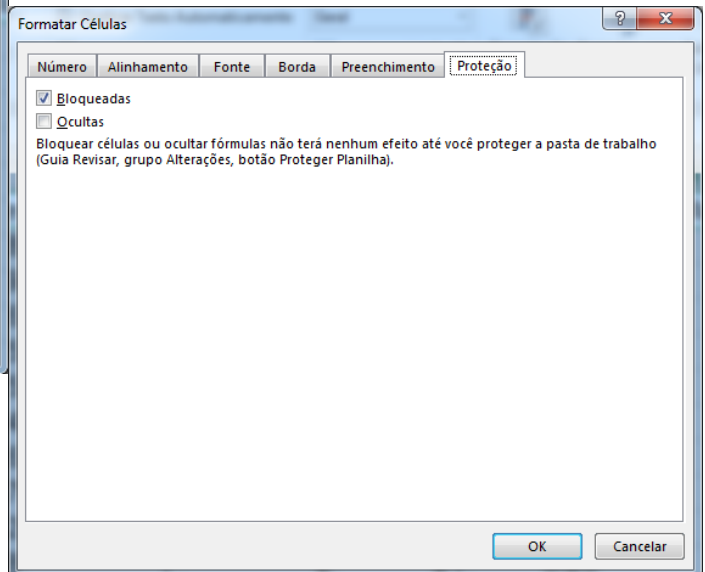 Formatar Células
Número Alinhamento Fonte Borda Preenchimento Proteção
Bloqueadas
Ocultas
Bloquear células ou ocultar fórmulas não terá nenhum efeito até você proteger a pasta de trabalho
(Guia Revisar, grupo Alterações, botão Proteger Planilha).
OK Cancelar